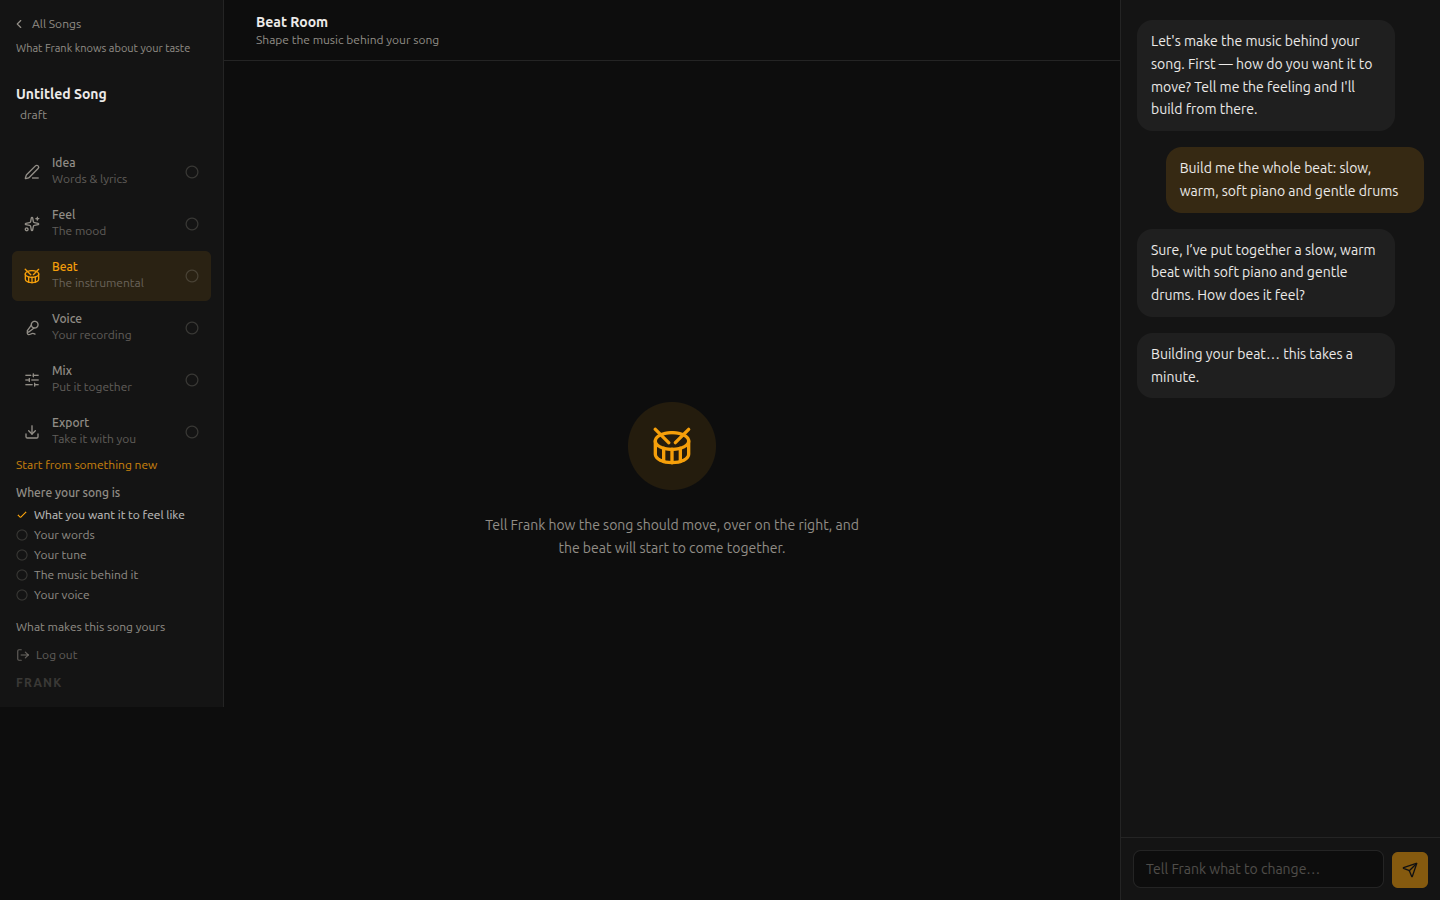 All Songs
What Frank knows about your taste
Untitled Song
draft
Idea
Words & lyrics
Feel
The mood
Beat
The instrumental
Voice
Your recording
Mix
Put it together
Export
Take it with you
Start from something new
Where your song is
What you want it to feel like
Your words
Your tune
The music behind it
Your voice
What makes this song yours
Log out
FRANK
Beat Room
Shape the music behind your song
Tell Frank how the song should move, over on the right, and
the beat will start to come together.
Let's make the music behind your
song. First — how do you want it to
move? Tell me the feeling and I'll
build from there.
Build me the whole beat: slow,
warm, soft piano and gentle drums
Sure, I’ve put together a slow, warm
beat with soft piano and gentle
drums. How does it feel?
Building your beat… this takes a
minute.
Tell Frank what to change…